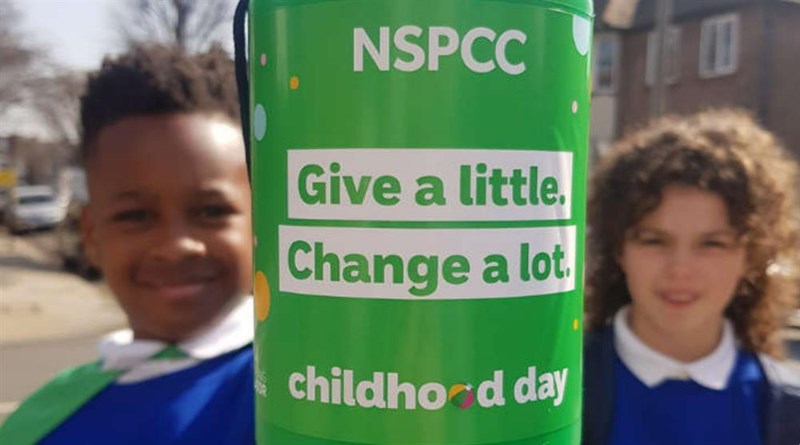 NSPCC
Give a little.
Change a lot.
childhood day